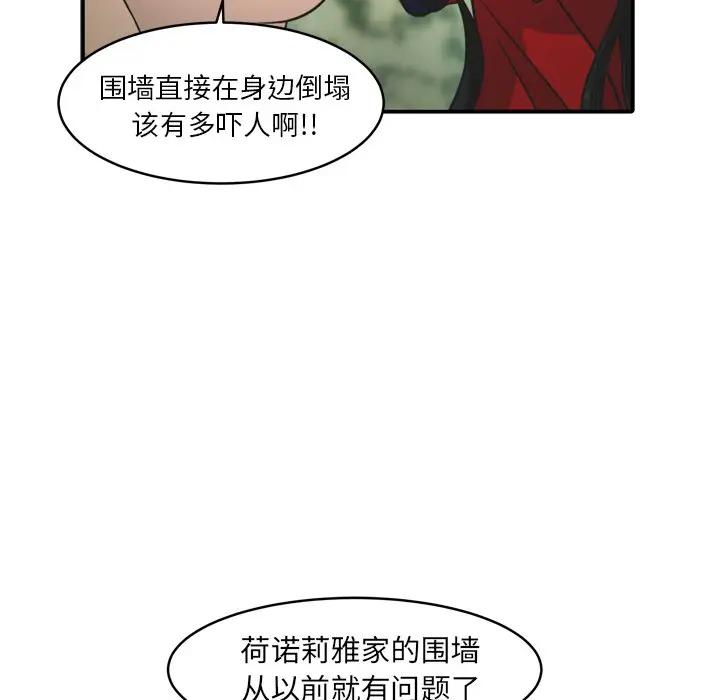 围墙直接在身边倒塌
该有多吓人啊!!
荷诺莉雅家的围墙
从以前就有问题了